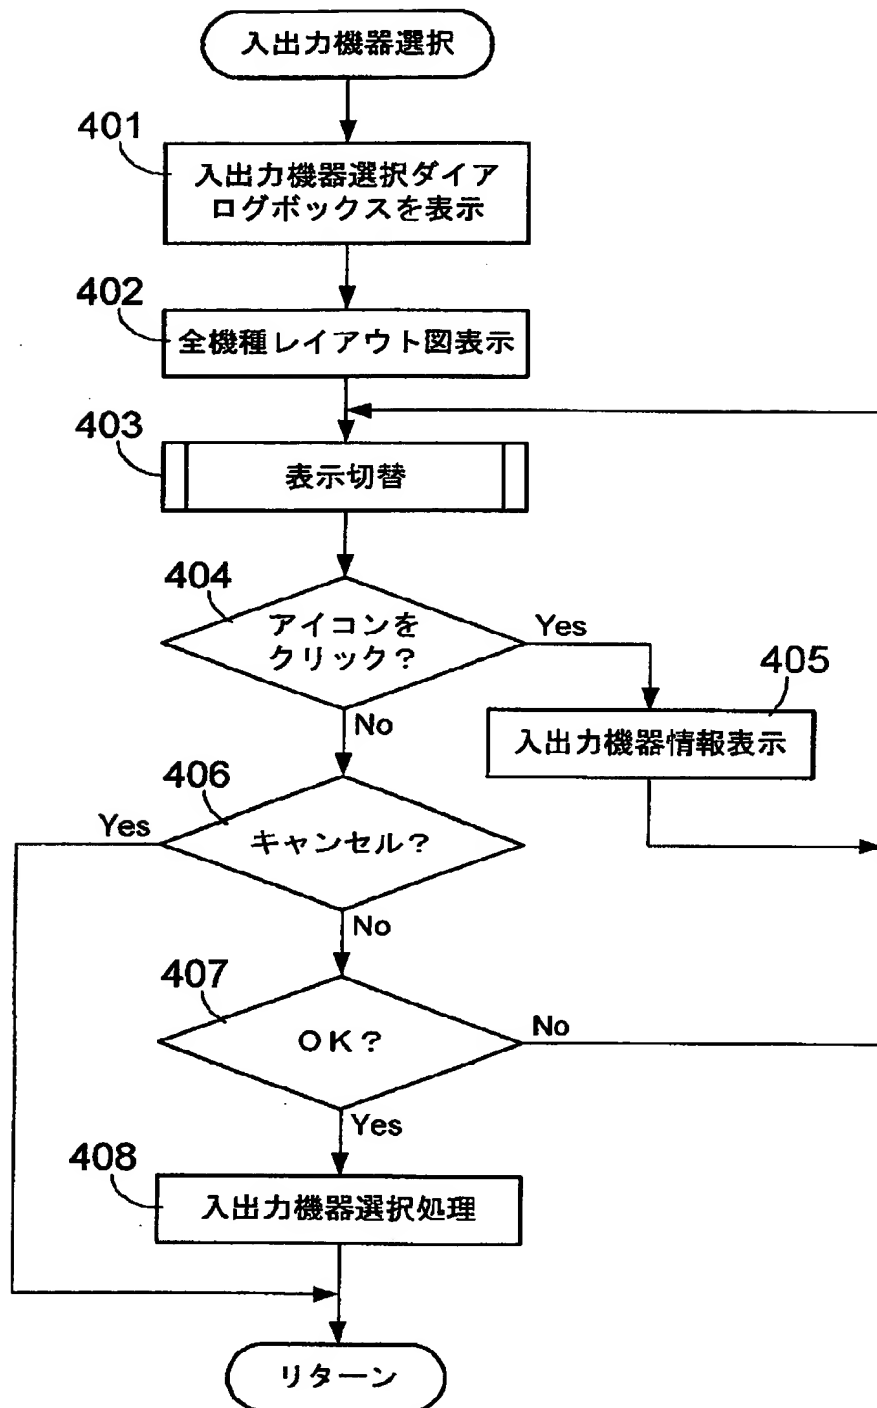 入出力機器選択
401
入出力機器選択ダイア
ログボックスを表示
402
全機種レイアウト図表示
403
表示切替
404
アイコンを
クリック？
Yes
405
入出力機器情報表示
No
406
Yes
キャンセル？
No
407
OK？
No
Yes
408
入出力機器選択処理
リターン